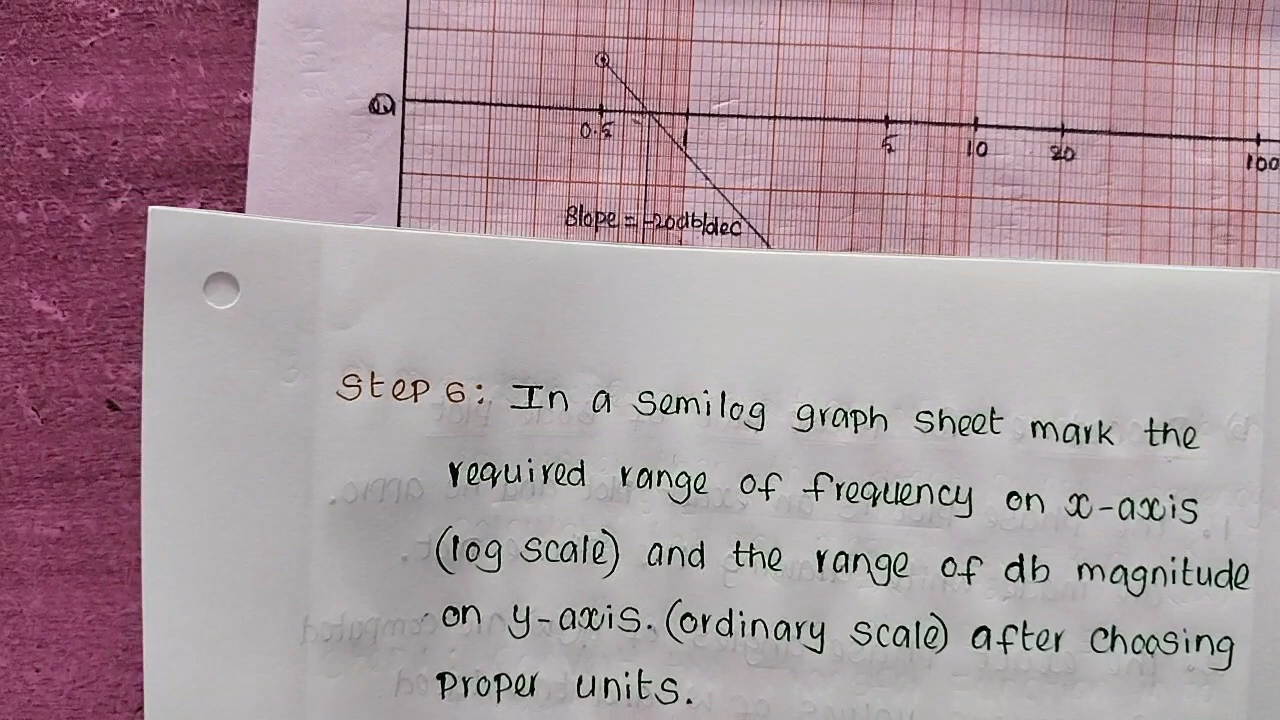 0.5 1 5 10 20 100
Slope = -20db/dec
Step 6: In a semilog graph sheet mark the
required range of frequency on x-axis
(log scale) and the range of db magnitude
on y-axis. (ordinary scale) after choosing
proper units.